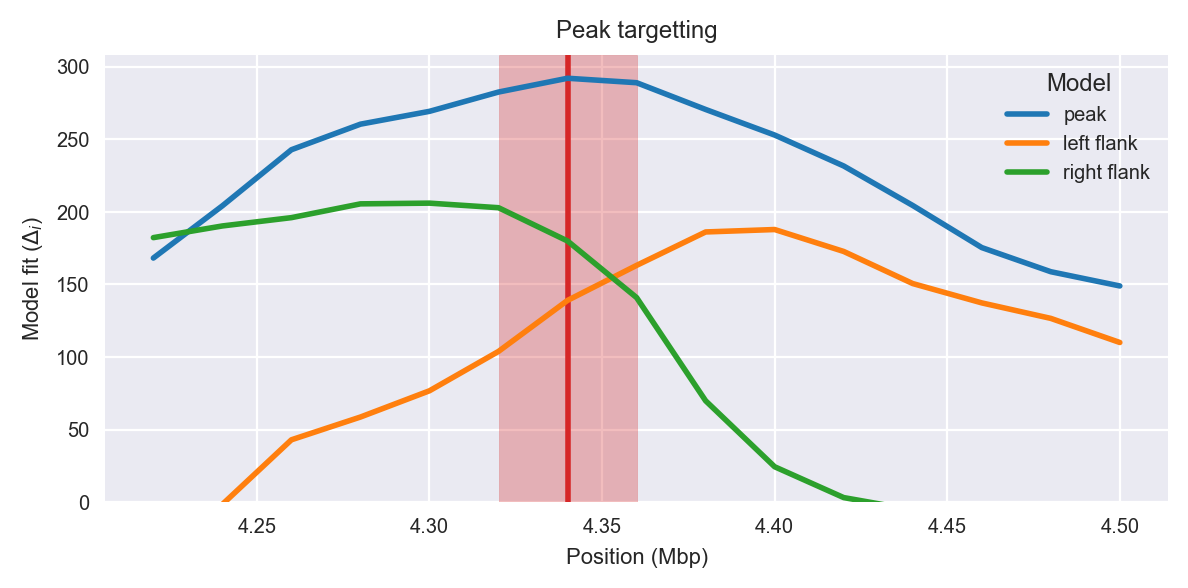 Peak targetting
300
250
200
150
100
50
0
Model fit (Δi)
Model
peak
left flank
right flank
4.25
4.30
4.35
4.40
4.45
4.50
Position (Mbp)